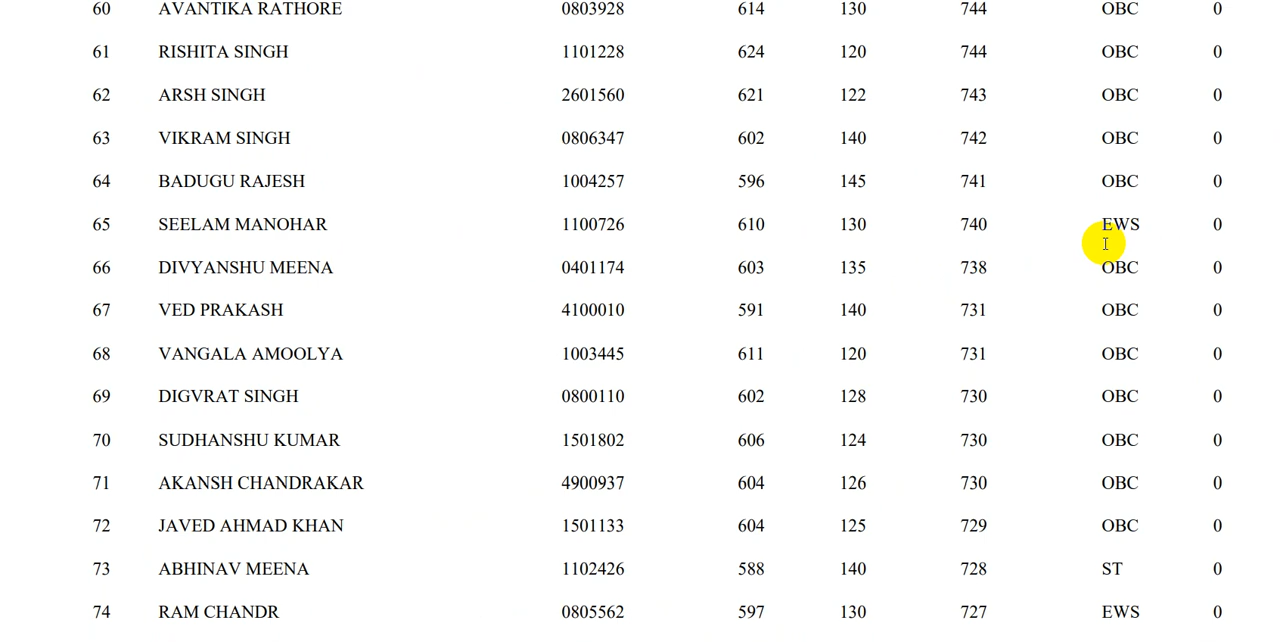 60 AVANTIKA RATHORE 0803928 614 130 744 OBC 0
61 RISHITA SINGH 1101228 624 120 744 OBC 0
62 ARSH SINGH 2601560 621 122 743 OBC 0
63 VIKRAM SINGH 0806347 602 140 742 OBC 0
64 BADUGU RAJESH 1004257 596 145 741 OBC 0
65 SEELAM MANOHAR 1100726 610 130 740 EWS 0
66 DIVYANSHU MEENA 0401174 603 135 738 OBC 0
67 VED PRAKASH 4100010 591 140 731 OBC 0
68 VANGALA AMOOLYA 1003445 611 120 731 OBC 0
69 DIGVRAT SINGH 0800110 602 128 730 OBC 0
70 SUDHANSHU KUMAR 1501802 606 124 730 OBC 0
71 AKANSH CHANDRAKAR 4900937 604 126 730 OBC 0
72 JAVED AHMAD KHAN 1501133 604 125 729 OBC 0
73 ABHINAV MEENA 1102426 588 140 728 ST 0
74 RAM CHANDR 0805562 597 130 727 EWS 0